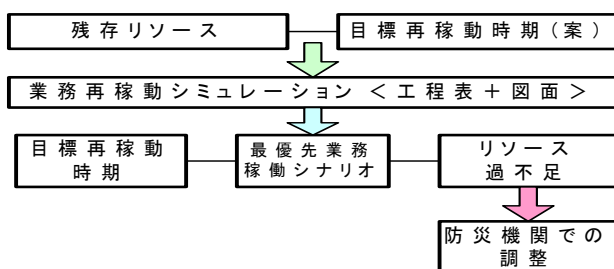 残存リソース
目標再稼動時期(案)
業務再稼動シミュレーション <工程表+図面>
目標再稼動
時期
最優先業務
稼働シナリオ
リソース
過不足
防災機関での
調整